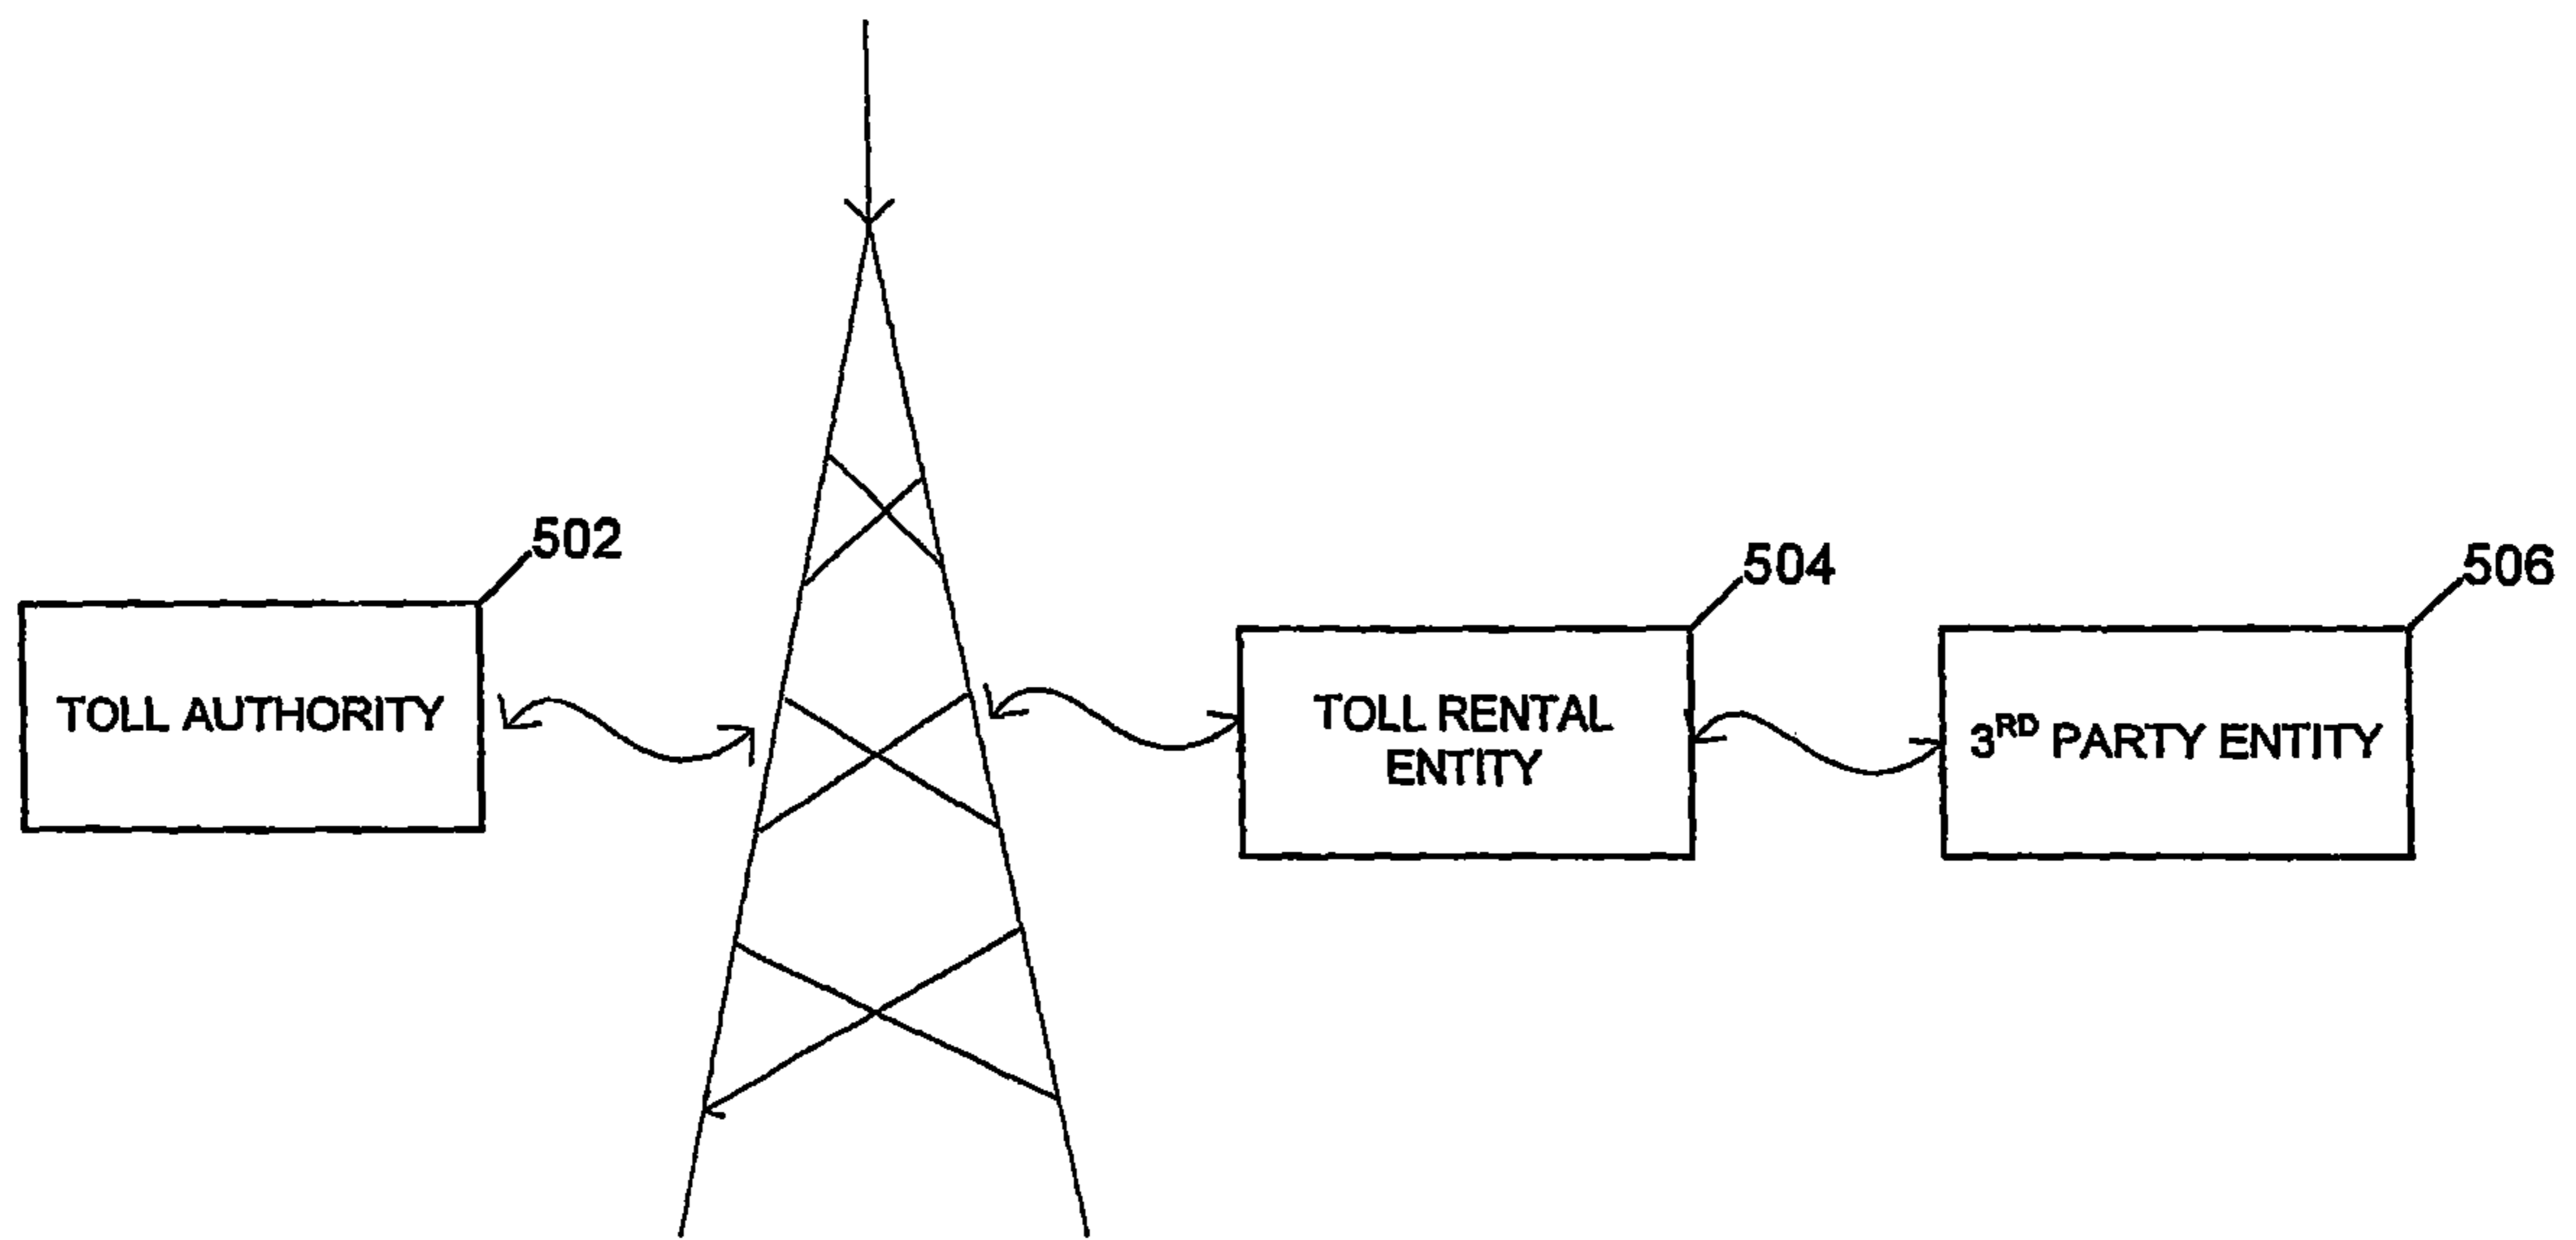 502
TOLL AUTHORITY
504
TOLL RENTAL
ENTITY
506
3RD PARTY ENTITY